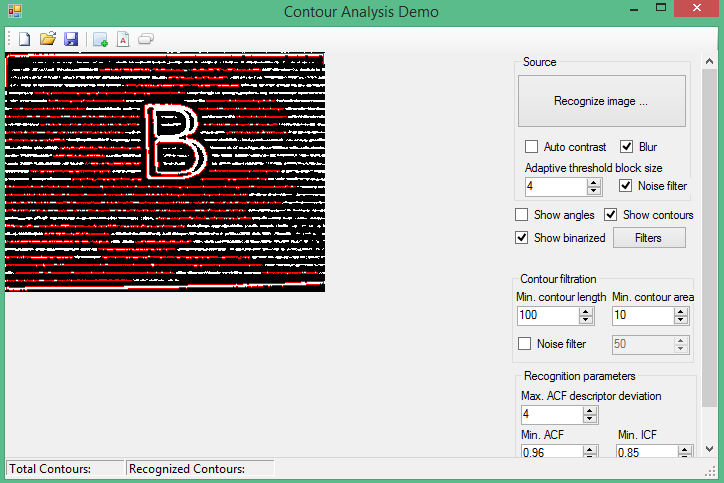 Contour Analysis Demo
B
Source
Recognize image ...
Auto contrast
Blur
Adaptive threshold block size
4
Noise filter
Show angles
Show contours
Show binarized
Filters
Contour filtration
Min. contour length
Min. contour area
100
10
Noise filter
50
Recognition parameters
Max. ACF descriptor deviation
4
Min. ACF
Min. ICF
0.96
0.85
Total Contours:
Recognized Contours: